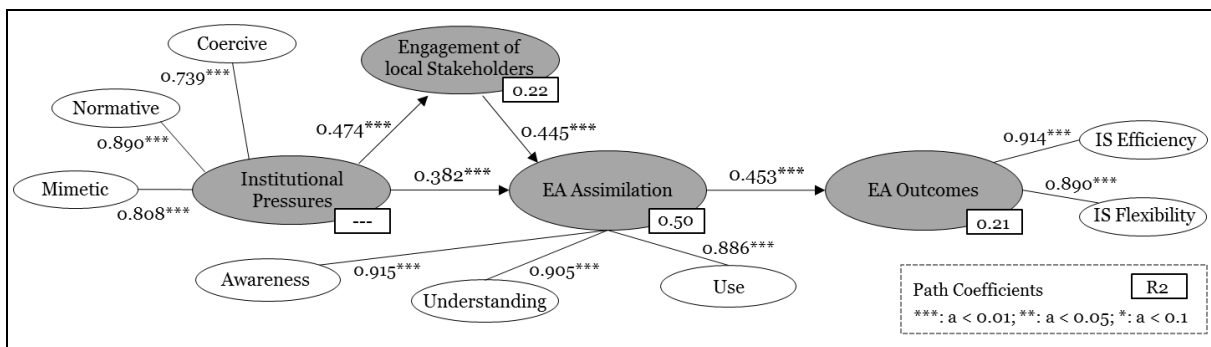 Coercive
0.739***
Normative
0.890***
Mimetic
0.808***
Institutional
Pressures
---
0.474***
Engagement of
local Stakeholders
0.22
0.445***
0.382***
EA Assimilation
0.50
Awareness
0.915***
Understanding
0.905***
Use
0.886***
0.453***
EA Outcomes
0.21
0.914***
IS Efficiency
0.890***
IS Flexibility
Path Coefficients
R2
***: a < 0.01; **: a < 0.05; *: a < 0.1